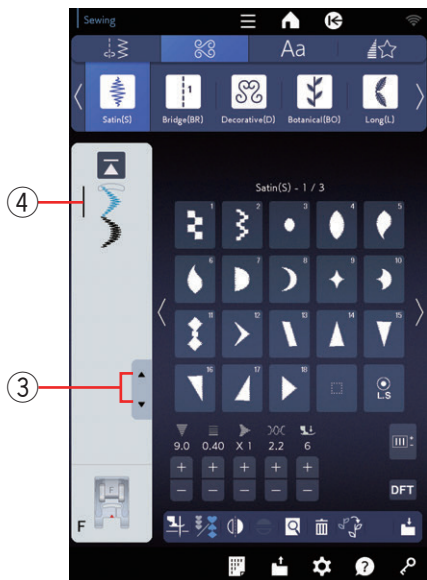 Sewing
Aa
Satin(S) Bridge(BR) Decorative(D) Botanical(BO) Long(L)
④
Satin(S) - 1 / 3
1 2 3 4 5
6 7 8 9 10
11 12 13 14 15
③
16 17 18 L.S
9.0 0.40 X 1 2.2 6
+ + + + +
− − − − − DFT
F